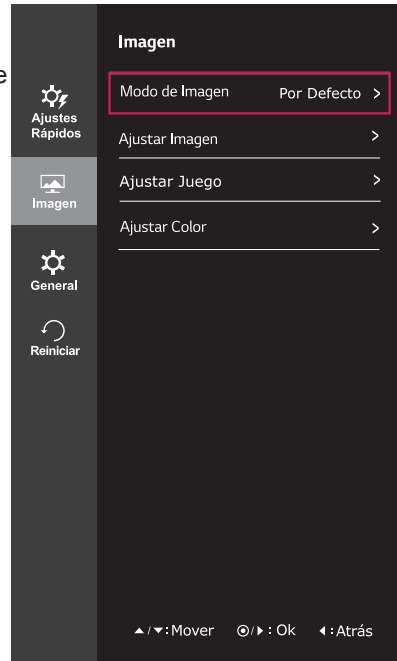 e
Ajustes
Rápidos
Imagen
General
Reiniciar
Imagen
Modo de Imagen Por Defecto >
Ajustar Imagen >
Ajustar Juego >
Ajustar Color >
▲/▼:Mover ⦿/▶:Ok ◀:Atrás